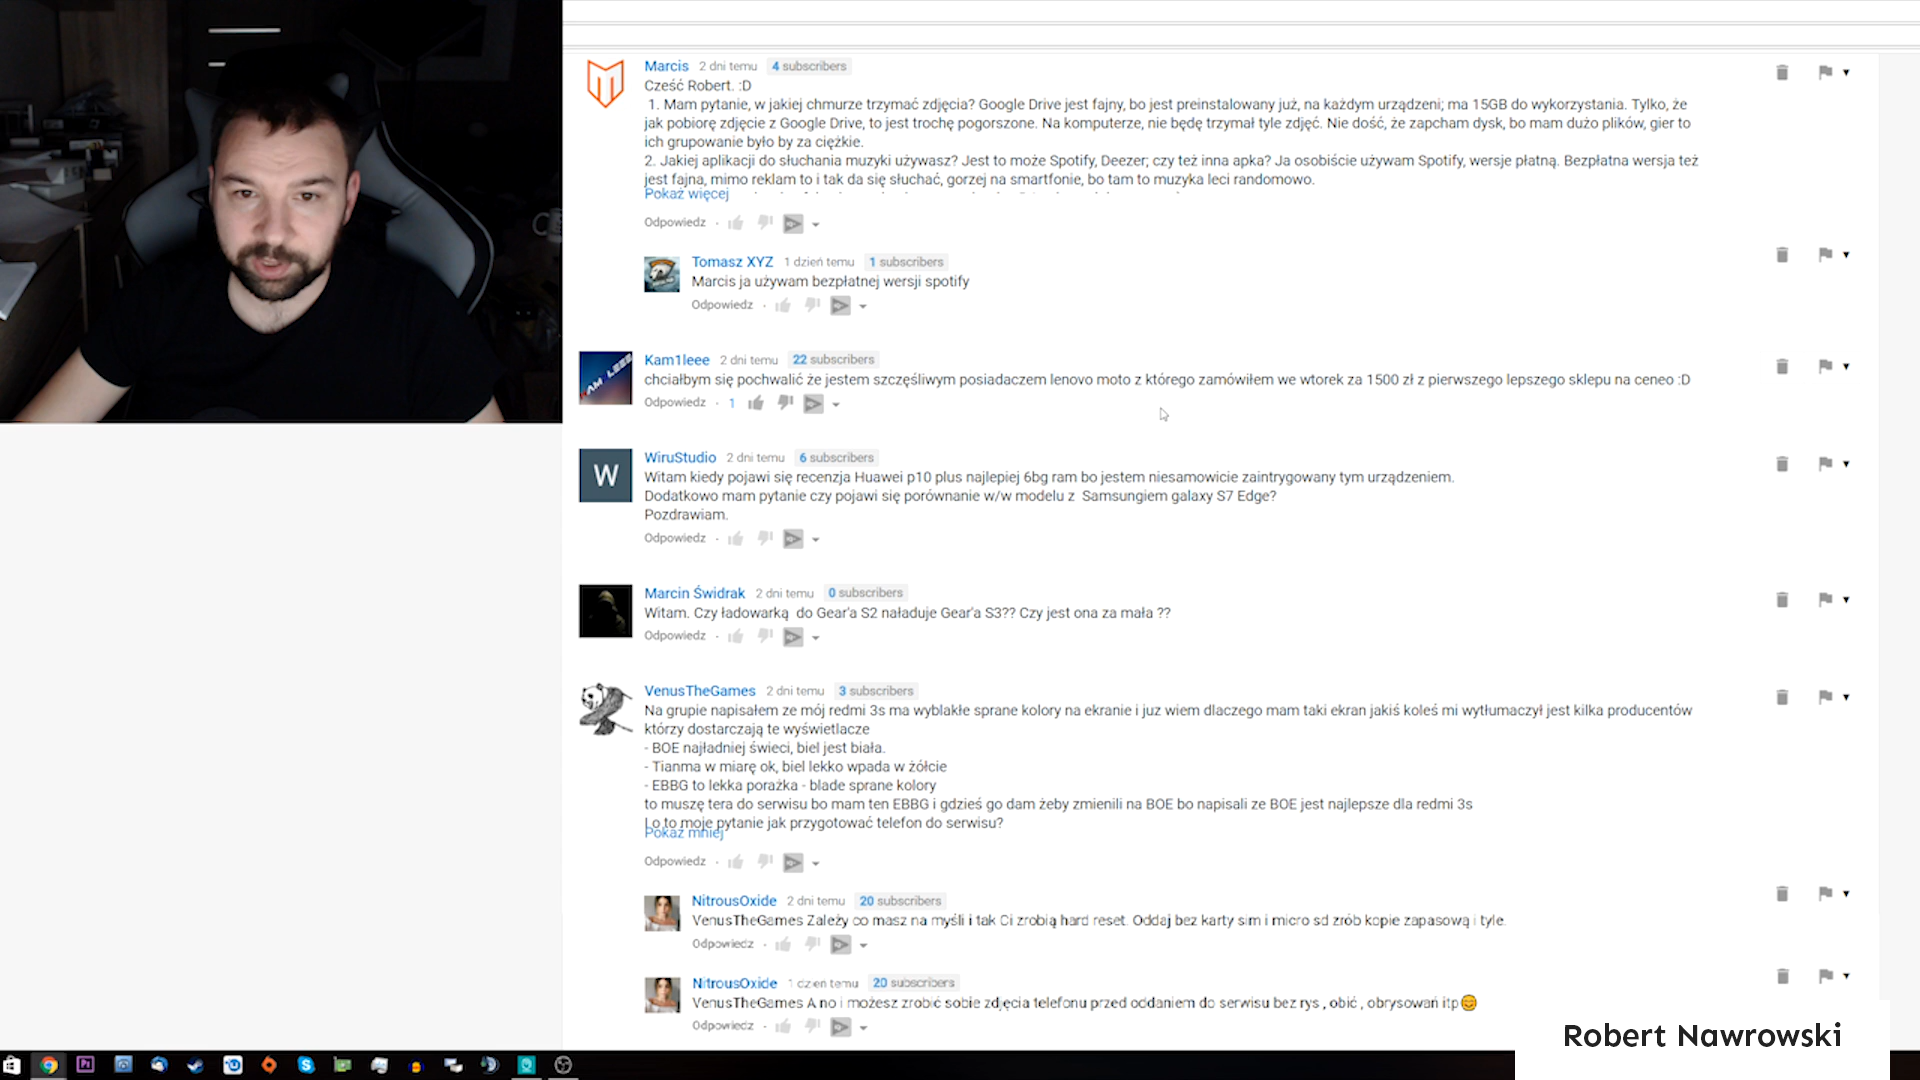 Marcis 2 dni temu 4 subscribers
Cześć Robert. :D
1. Mam pytanie, w jakiej chmurze trzymać zdjęcia? Google Drive jest fajny, bo jest preinstalowany już, na każdym urządzeni; ma 15GB do wykorzystania. Tylko, że
jak pobiorę zdjęcie z Google Drive, to jest trochę pogorszone. Na komputerze, nie będę trzymał tyle zdjęć. Nie dość, że zapcham dysk, bo mam dużo plików, gier to
ich grupowanie było by za ciężkie.
2. Jakiej aplikacji do słuchania muzyki używasz? Jest to może Spotify, Deezer; czy też inna apka? Ja osobiście używam Spotify, wersje płatną. Bezpłatna wersja też
jest fajna, mimo reklam to i tak da się słuchać, gorzej na smartfonie, bo tam to muzyka leci randomowo.
Pokaż więcej
Odpowiedz
Tomasz XYZ 1 dzień temu 1 subscribers
Marcis ja używam bezpłatnej wersji spotify
Odpowiedz
Kam1leee 2 dni temu 22 subscribers
chciałbym się pochwalić że jestem szczęśliwym posiadaczem lenovo moto z którego zamówiłem we wtorek za 1500 zł z pierwszego lepszego sklepu na ceneo :D
Odpowiedz 1
W
WiruStudio 2 dni temu 6 subscribers
Witam kiedy pojawi się recenzja Huawei p10 plus najlepiej 6bg ram bo jestem niesamowicie zaintrygowany tym urządzeniem.
Dodatkowo mam pytanie czy pojawi się porównanie w/w modelu z Samsungiem galaxy S7 Edge?
Pozdrawiam.
Odpowiedz
Marcin Świdrak 2 dni temu 0 subscribers
Witam. Czy ładowarką do Gear'a S2 naładuje Gear'a S3?? Czy jest ona za mała ??
Odpowiedz
VenusTheGames 2 dni temu 3 subscribers
Na grupie napisałem ze mój redmi 3s ma wyblakłe sprane kolory na ekranie i juz wiem dlaczego mam taki ekran jakiś koleś mi wytłumaczył jest kilka producentów
którzy dostarczają te wyświetlacze
- BOE najładniej świeci, biel jest biała.
- Tianma w miarę ok, biel lekko wpada w żółcie
- EBBG to lekka porażka - blade sprane kolory
to muszę tera do serwisu bo mam ten EBBG i gdzieś go dam żeby zmienili na BOE bo napisali ze BOE jest najlepsze dla redmi 3s
I o to moje pytanie jak przygotować telefon do serwisu?
Pokaż mniej
Odpowiedz
NitrousOxide 2 dni temu 20 subscribers
VenusTheGames Zależy co masz na myśli i tak Ci zrobią hard reset. Oddaj bez karty sim i micro sd zrób kopie zapasową i tyle.
Odpowiedz
NitrousOxide 1 dzień temu 20 subscribers
VenusTheGames A no i możesz zrobić sobie zdjęcia telefonu przed oddaniem do serwisu bez rys , obić , obrysowań itp😊
Odpowiedz
Robert Nawrowski